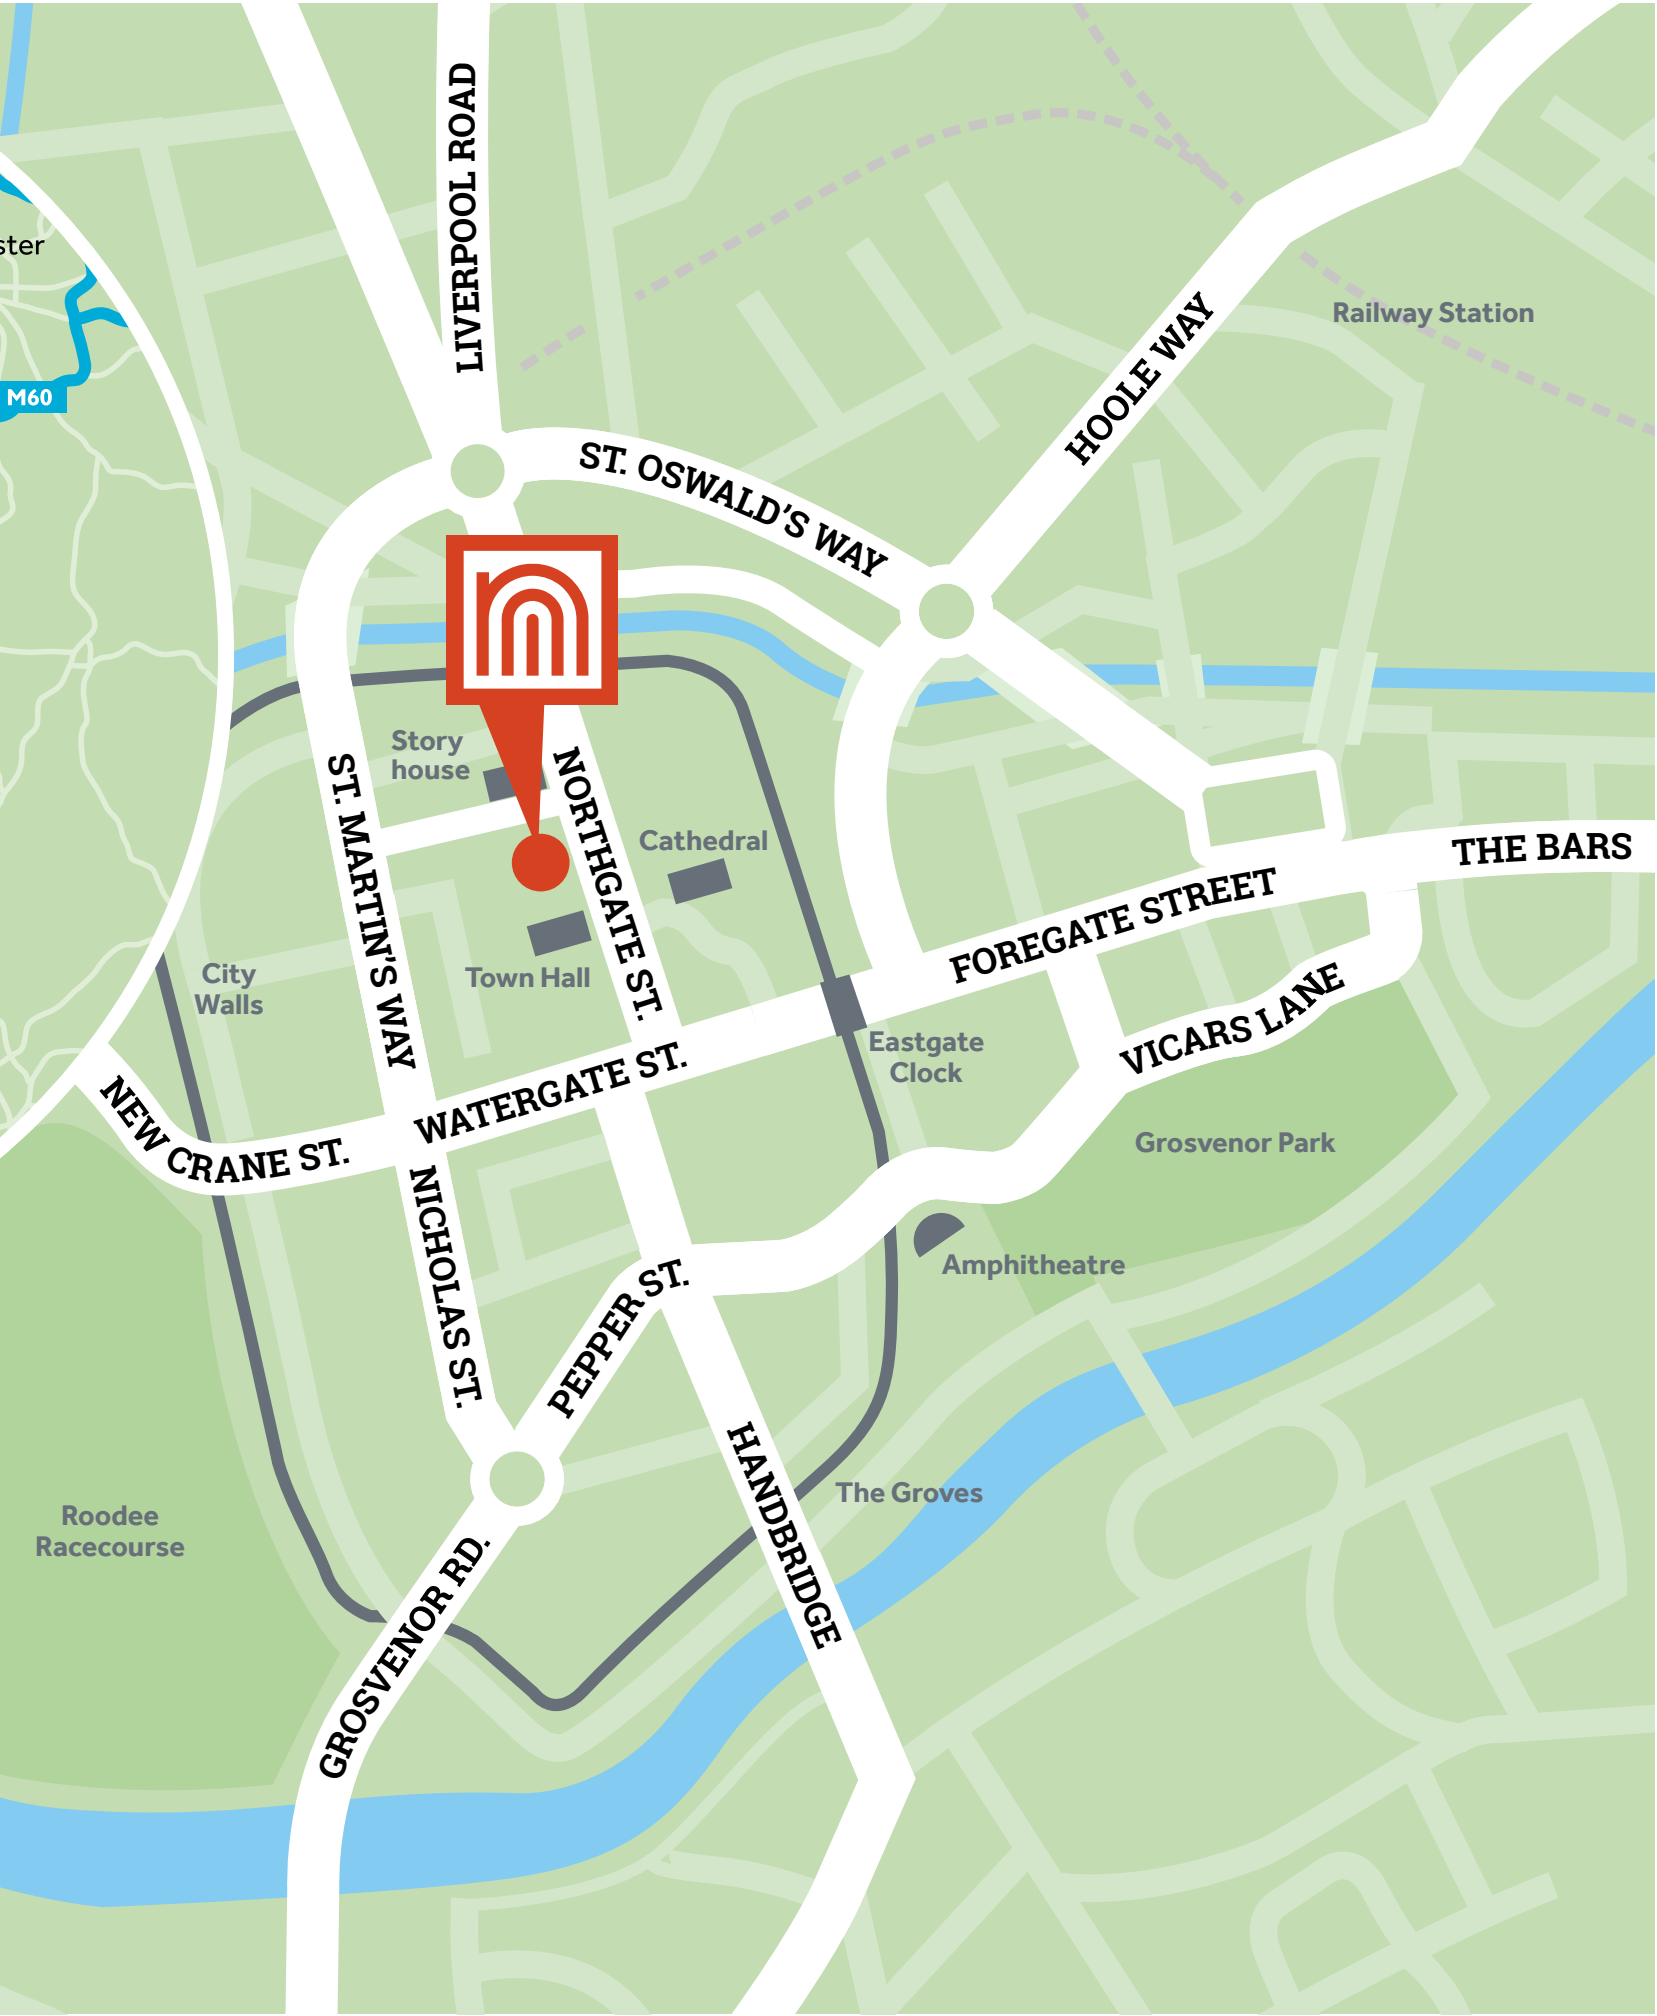 LIVERPOOL ROAD
ster
Railway Station
HOOLE WAY
M60
ST. OSWALD'S WAY
Story
house
ST. MARTIN'S WAY
NORTHGATE ST.
Cathedral
THE BARS
FOREGATE STREET
Town Hall
City
Walls
VICARS LANE
Eastgate
Clock
WATERGATE ST.
NEW CRANE ST.
Grosvenor Park
NICHOLAS ST.
Amphitheatre
PEPPER ST.
HANDBRIDGE
The Groves
Roodee
Racecourse
GROSVENOR RD.